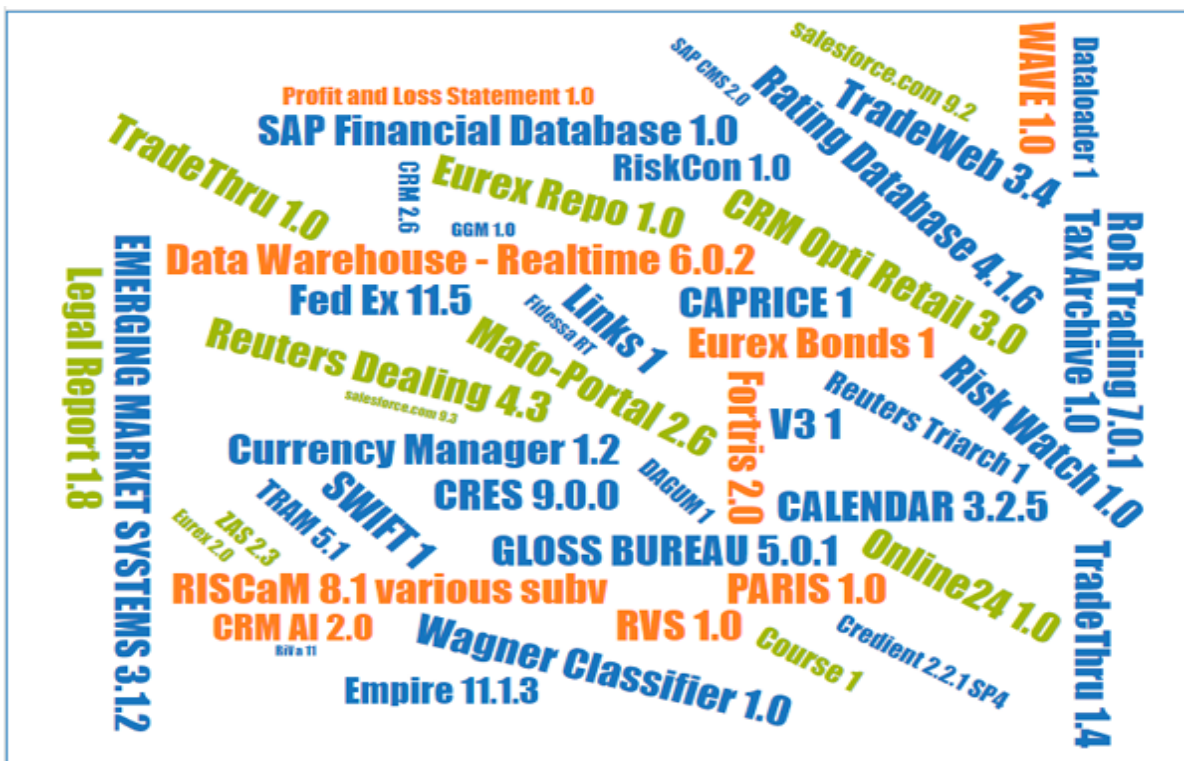 salesforce.com 9.2
WAVE 1.0
Dataloader 1
SAP CMS 2.0
Rating Database 4.1.6
TradeWeb 3.4
Profit and Loss Statement 1.0
SAP Financial Database 1.0
TradeThru 1.0
RiskCon 1.0
CRM 2.6
Eurex Repo 1.0
CRM Opti Retail 3.0
Tax Archive 1.0
RoR Trading 7.0.1
GGM 1.0
EMERGING MARKET SYSTEMS 3.1.2
Legal Report 1.8
Data Warehouse - Realtime 6.0.2
Fed Ex 11.5
Links 1
Fidessa RT
CAPRICE 1
Eurex Bonds 1
Reuters Dealing 4.3
Mafo-Portal 2.6
salesforce.com 9.3
Fortris 2.0
V3 1
Reuters Triarch 1
Risk Watch 1.0
Currency Manager 1.2
CRES 9.0.0
DAGUM 1
CALENDAR 3.2.5
SWIFT 1
TRAM 5.1
ZAS 2.3
Eurex 2.0
GLOSS BUREAU 5.0.1
Online24 1.0
TradeThru 1.4
RISCaM 8.1 various subv
PARIS 1.0
CRM AI 2.0
RVS 1.0
Wagner Classifier 1.0
Course 1
Credient 2.2.1 SP4
RiVa 11
Empire 11.1.3